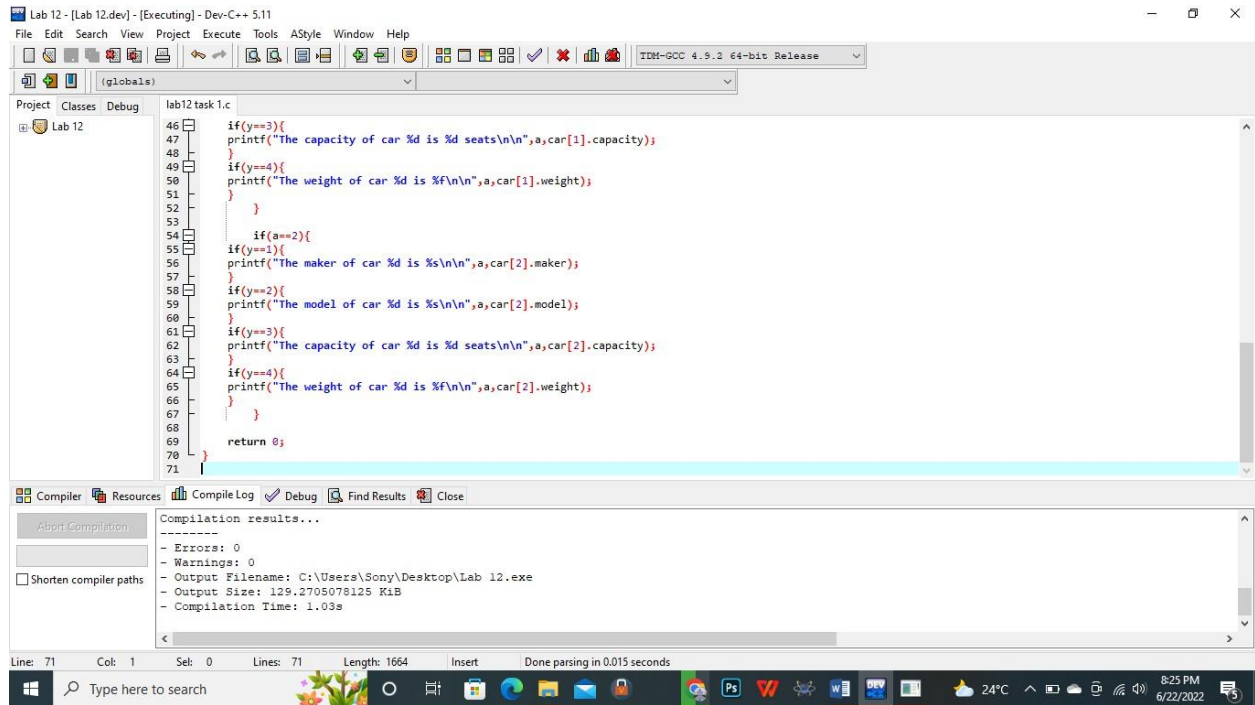 Lab 12 - [Lab 12.dev] - [Executing] - Dev-C++ 5.11
File Edit Search View Project Execute Tools AStyle Window Help
TDM-GCC 4.9.2 64-bit Release
(globals)
Project Classes Debug lab12 task 1.c
Lab 12
46 if(y==3){
47 printf("The capacity of car %d is %d seats\n\n",a,car[1].capacity);
48 }
49 if(y==4){
50 printf("The weight of car %d is %f\n\n",a,car[1].weight);
51 }
52 }
53
54 if(a==2){
55 if(y==1){
56 printf("The maker of car %d is %s\n\n",a,car[2].maker);
57 }
58 if(y==2){
59 printf("The model of car %d is %s\n\n",a,car[2].model);
60 }
61 if(y==3){
62 printf("The capacity of car %d is %d seats\n\n",a,car[2].capacity);
63 }
64 if(y==4){
65 printf("The weight of car %d is %f\n\n",a,car[2].weight);
66 }
67 }
68
69 return 0;
70 }
71
Compiler Resources Compile Log Debug Find Results Close
Abort Compilation
Shorten compiler paths
Compilation results...
--------
- Errors: 0
- Warnings: 0
- Output Filename: C:\Users\Sony\Desktop\Lab 12.exe
- Output Size: 129.2705078125 KiB
- Compilation Time: 1.03s
Line: 71 Col: 1 Sel: 0 Lines: 71 Length: 1664 Insert Done parsing in 0.015 seconds
Type here to search
Ps
DEV
24°C
8:25 PM
6/22/2022
5